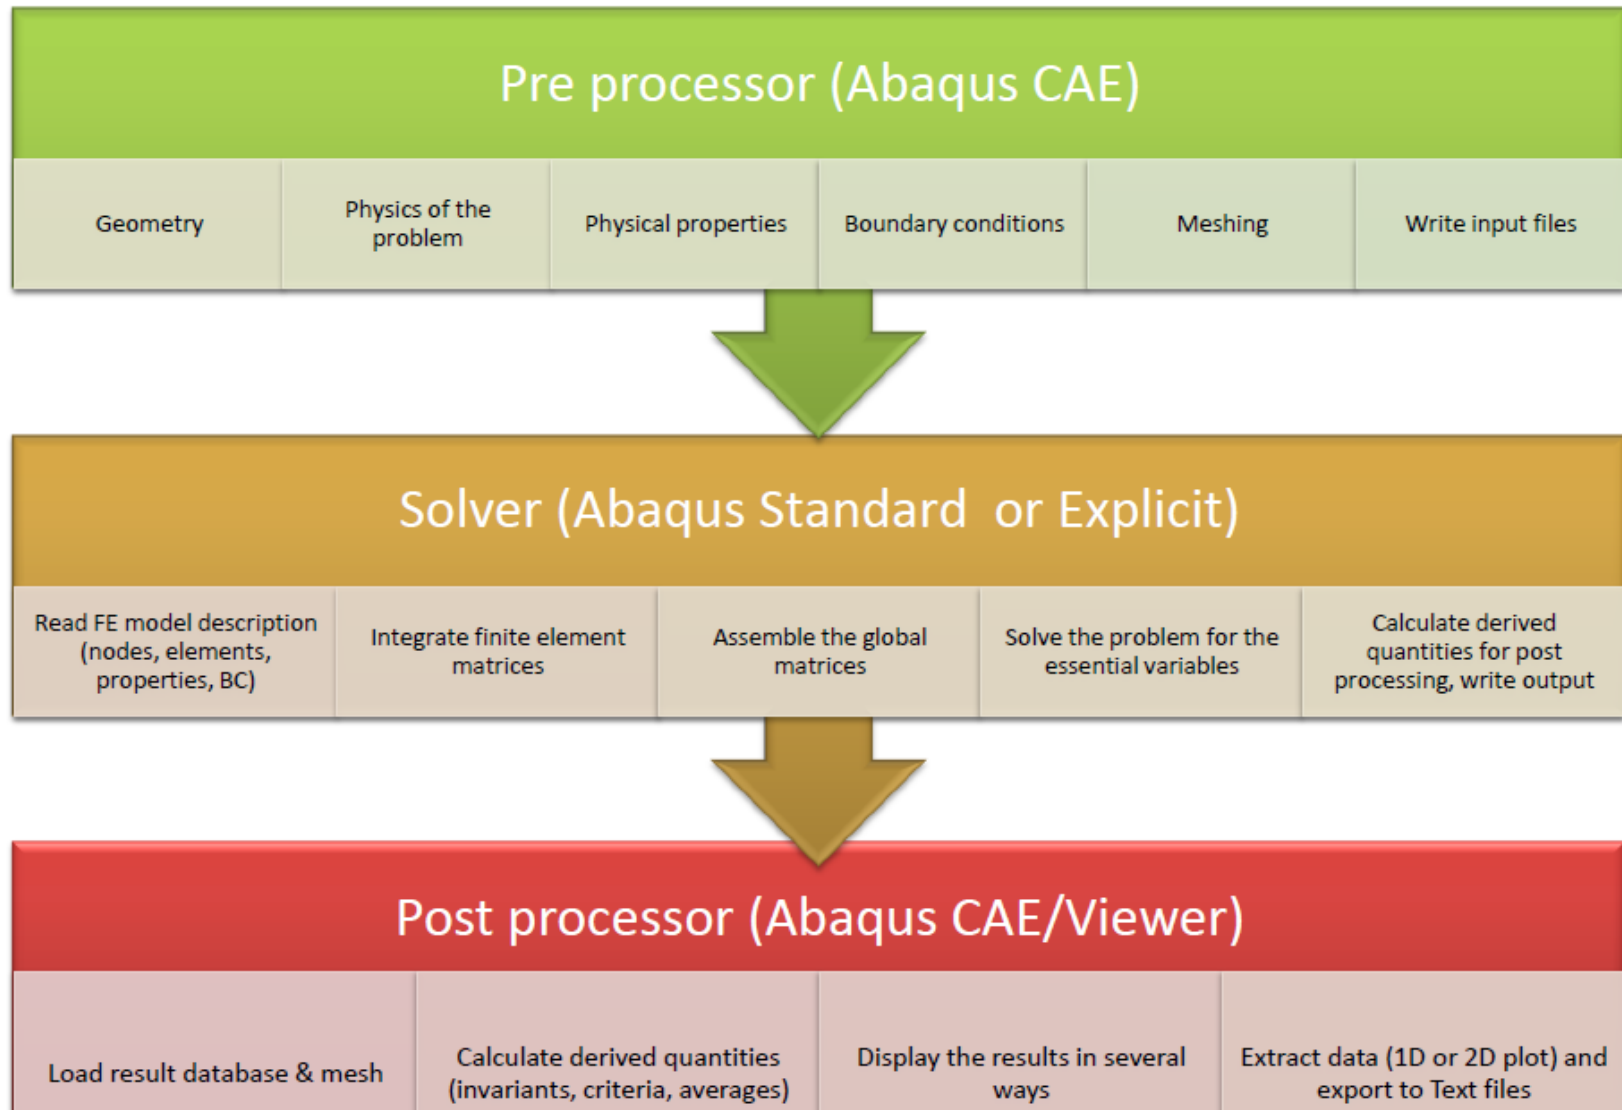 Pre processor (Abaqus CAE)
Geometry
Physics of the
problem
Physical properties
Boundary conditions
Meshing
Write input files
Solver (Abaqus Standard  or Explicit)
Read FE model description
(nodes, elements,
properties, BC)
Integrate finite element
matrices
Assemble the global
matrices
Solve the problem for the
essential variables
Calculate derived
quantities for post
processing, write output
Post processor (Abaqus CAE/Viewer)
Load result database & mesh
Calculate derived quantities
(invariants, criteria, averages)
Display the results in several
ways
Extract data (1D or 2D plot) and
export to Text files